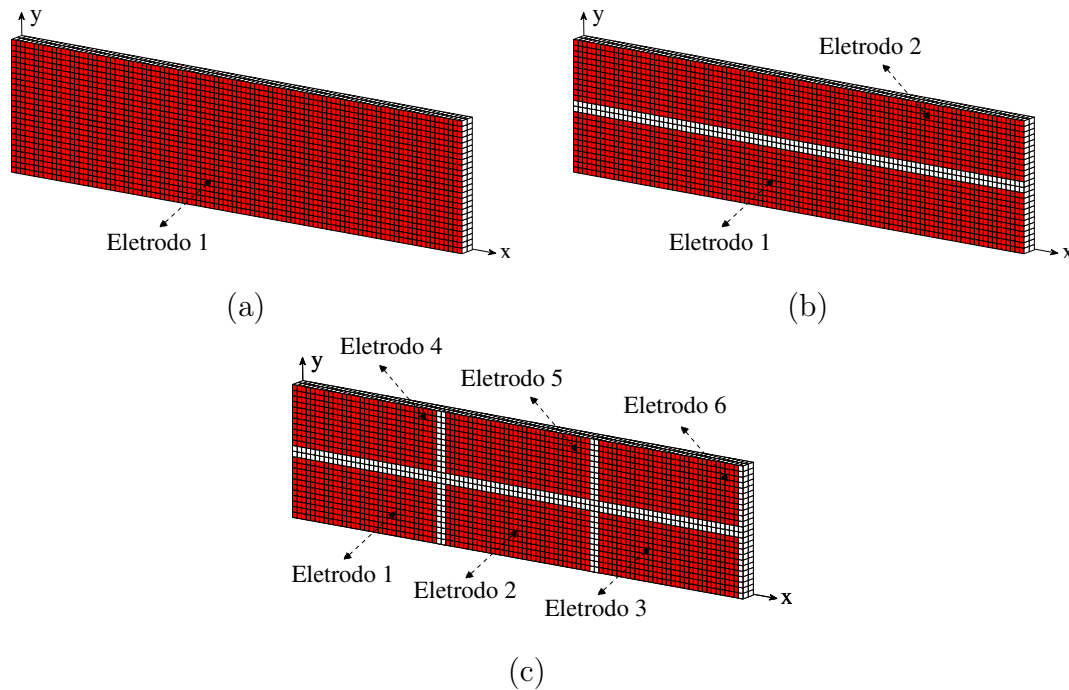 y
Eletrodo 1
x
(a)
y
Eletrodo 2
Eletrodo 1
x
(b)
y
Eletrodo 4
Eletrodo 5
Eletrodo 6
Eletrodo 1
Eletrodo 2
Eletrodo 3
x
(c)